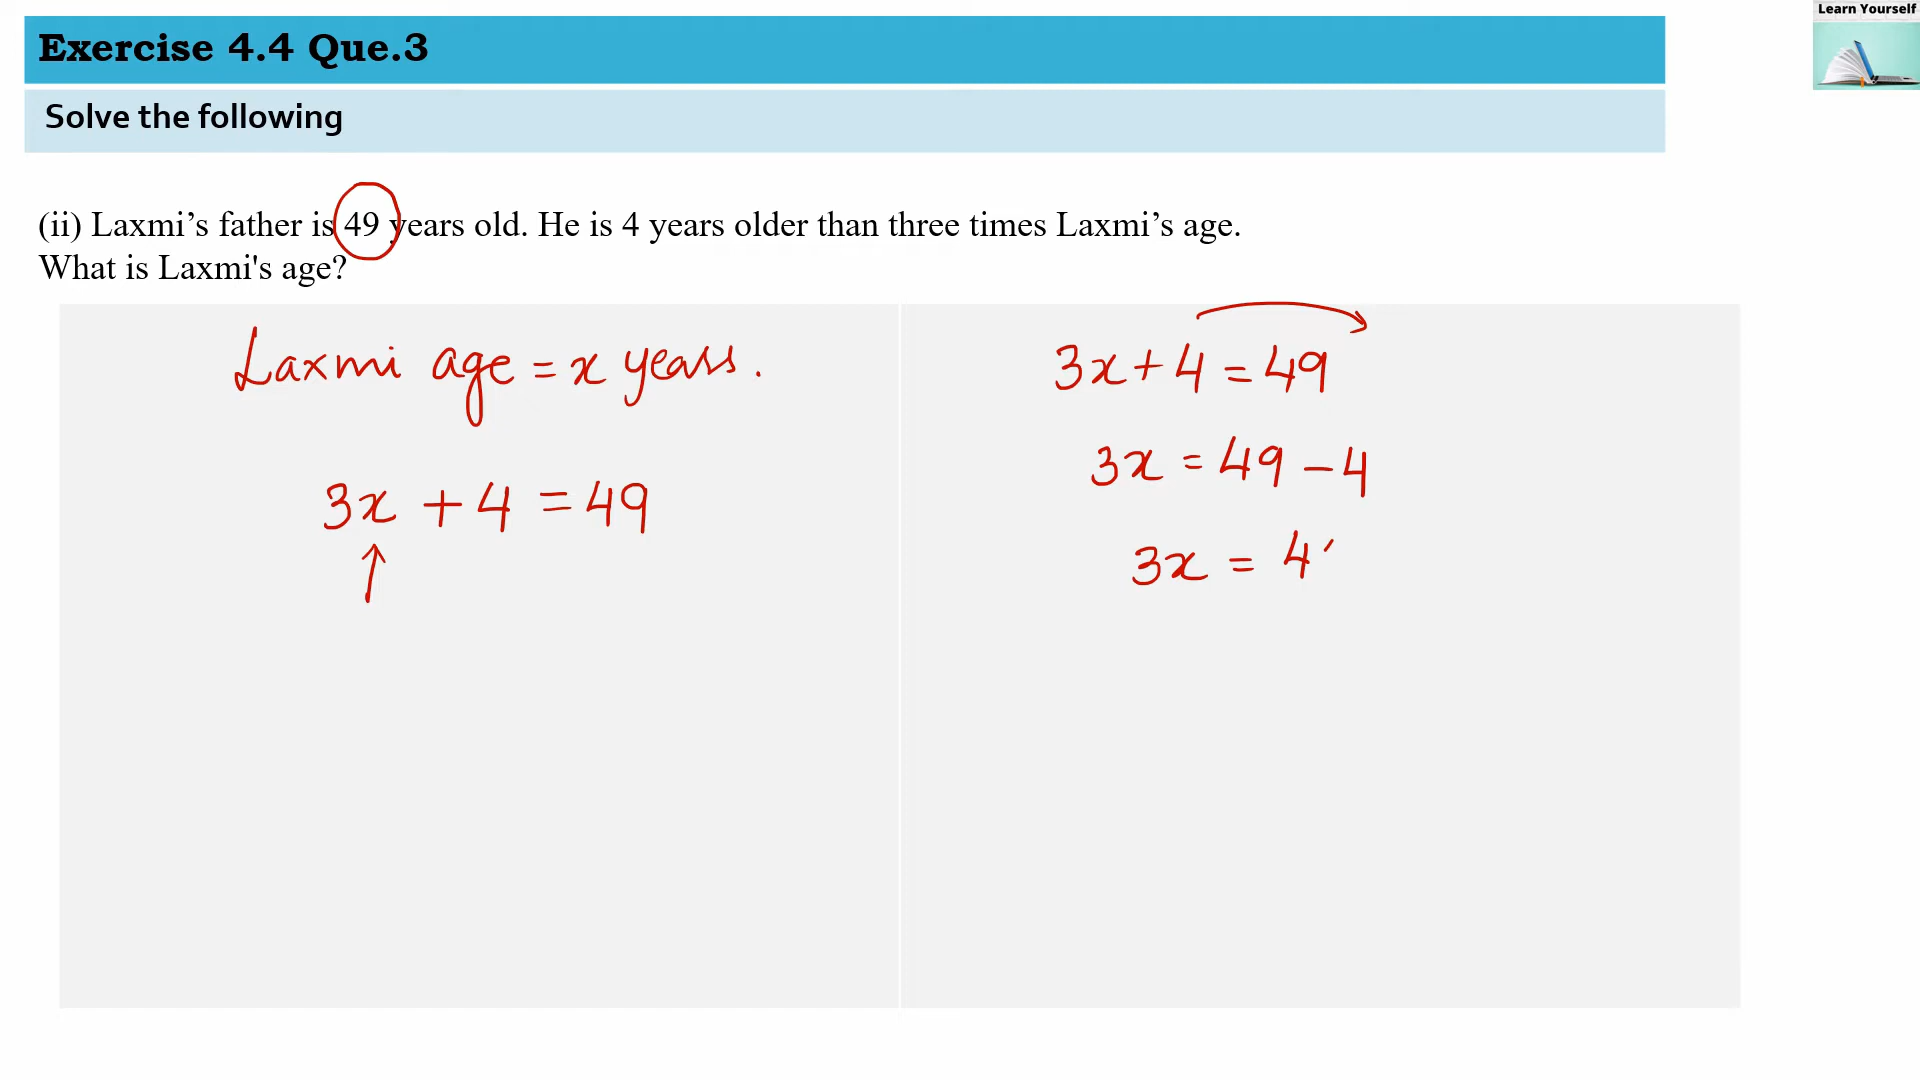 Learn Yourself
Exercise 4.4 Que.3
Solve the following
(ii) Laxmi’s father is 49 years old. He is 4 years older than three times Laxmi’s age.
What is Laxmi's age?
Laxmi age = x years.
3x + 4 = 49
3x + 4 = 49
3x = 49 - 4
3x = 4